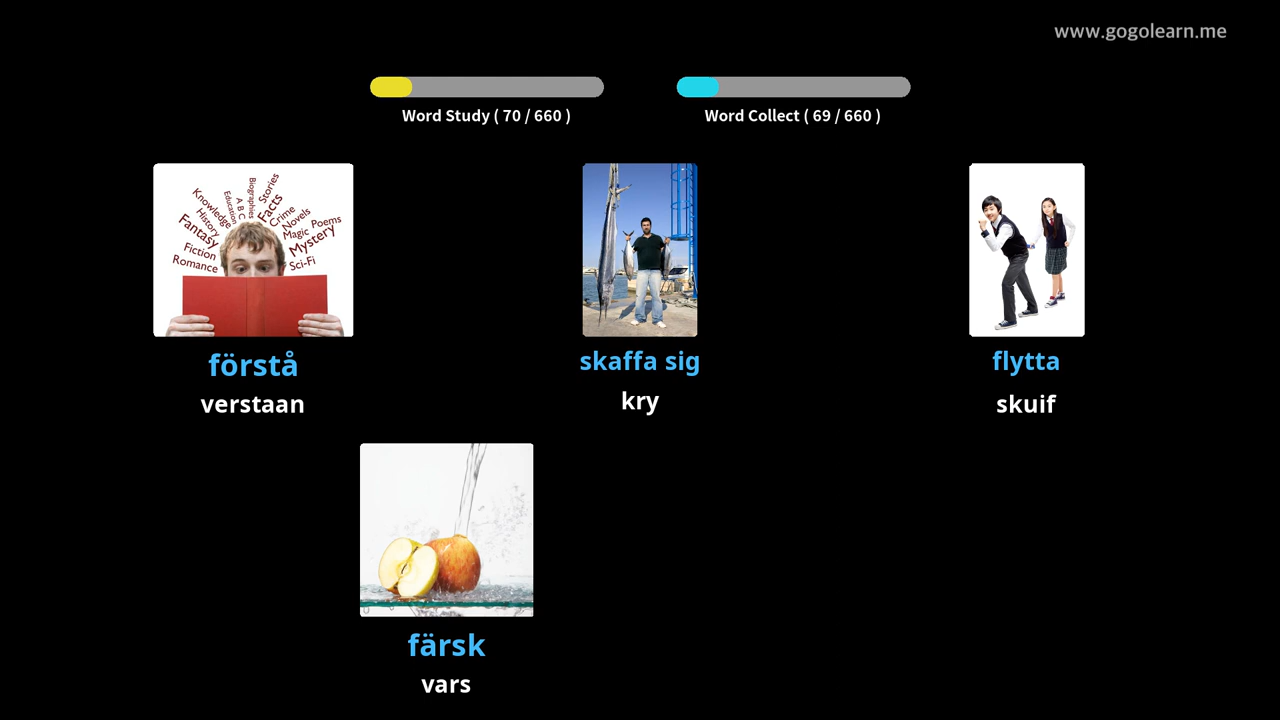 www.gogolearn.me
Word Study ( 70 / 660 )
Word Collect ( 69 / 660 )
Knowledge
History
Fantasy
Fiction
Romance
Education
A B C
Biographies
Stories
Facts
Crime
Novels
Magic
Poems
Mystery
Sci-Fi
förstå
verstaan
skaffa sig
kry
flytta
skuif
färsk
vars